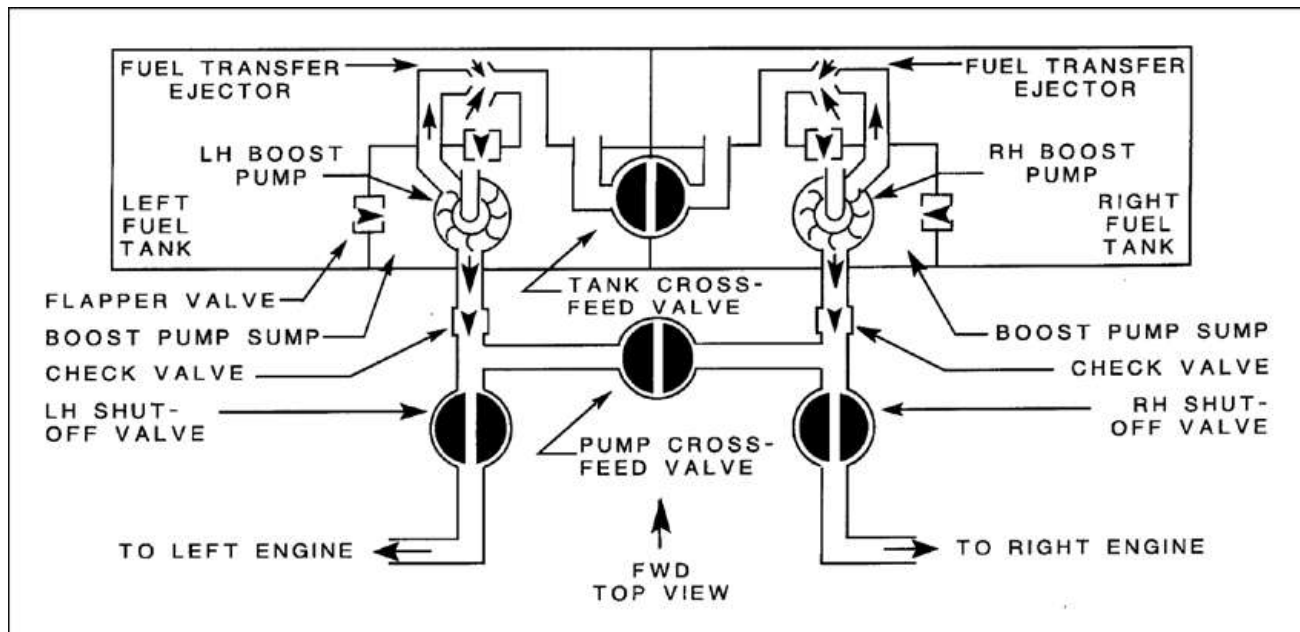 FUEL TRANSFER
EJECTOR
FUEL TRANSFER
EJECTOR
LH BOOST
PUMP
RH BOOST
PUMP
LEFT
FUEL
TANK
RIGHT
FUEL
TANK
FLAPPER VALVE
TANK CROSS-
FEED VALVE
BOOST PUMP SUMP
BOOST PUMP SUMP
CHECK VALVE
CHECK VALVE
LH SHUT-
OFF VALVE
RH SHUT-
OFF VALVE
PUMP CROSS-
FEED VALVE
TO LEFT ENGINE
TO RIGHT ENGINE
FWD
TOP VIEW